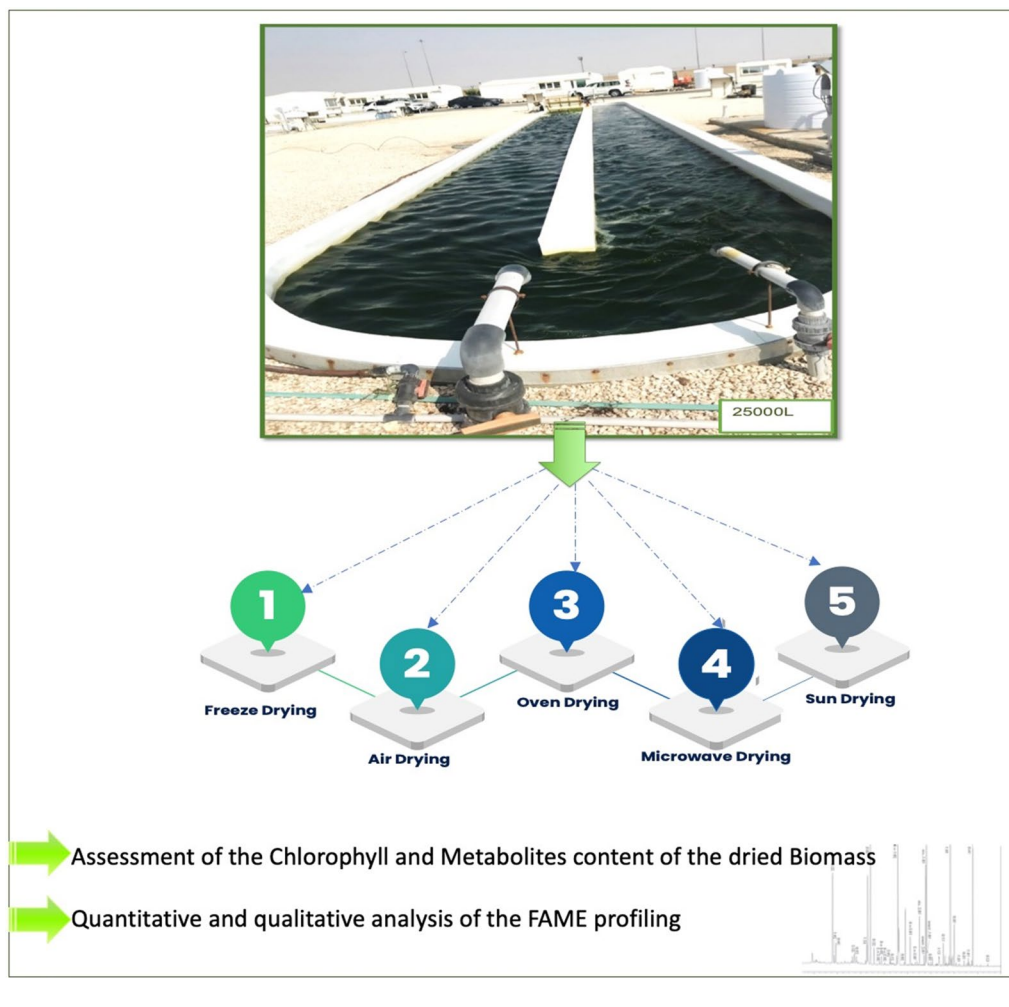 25000L
1
2
3
4
5
Freeze Drying
Air Drying
Oven Drying
Microwave Drying
Sun Drying
Assessment of the Chlorophyll and Metabolites content of the dried Biomass
Quantitative and qualitative analysis of the FAME profiling